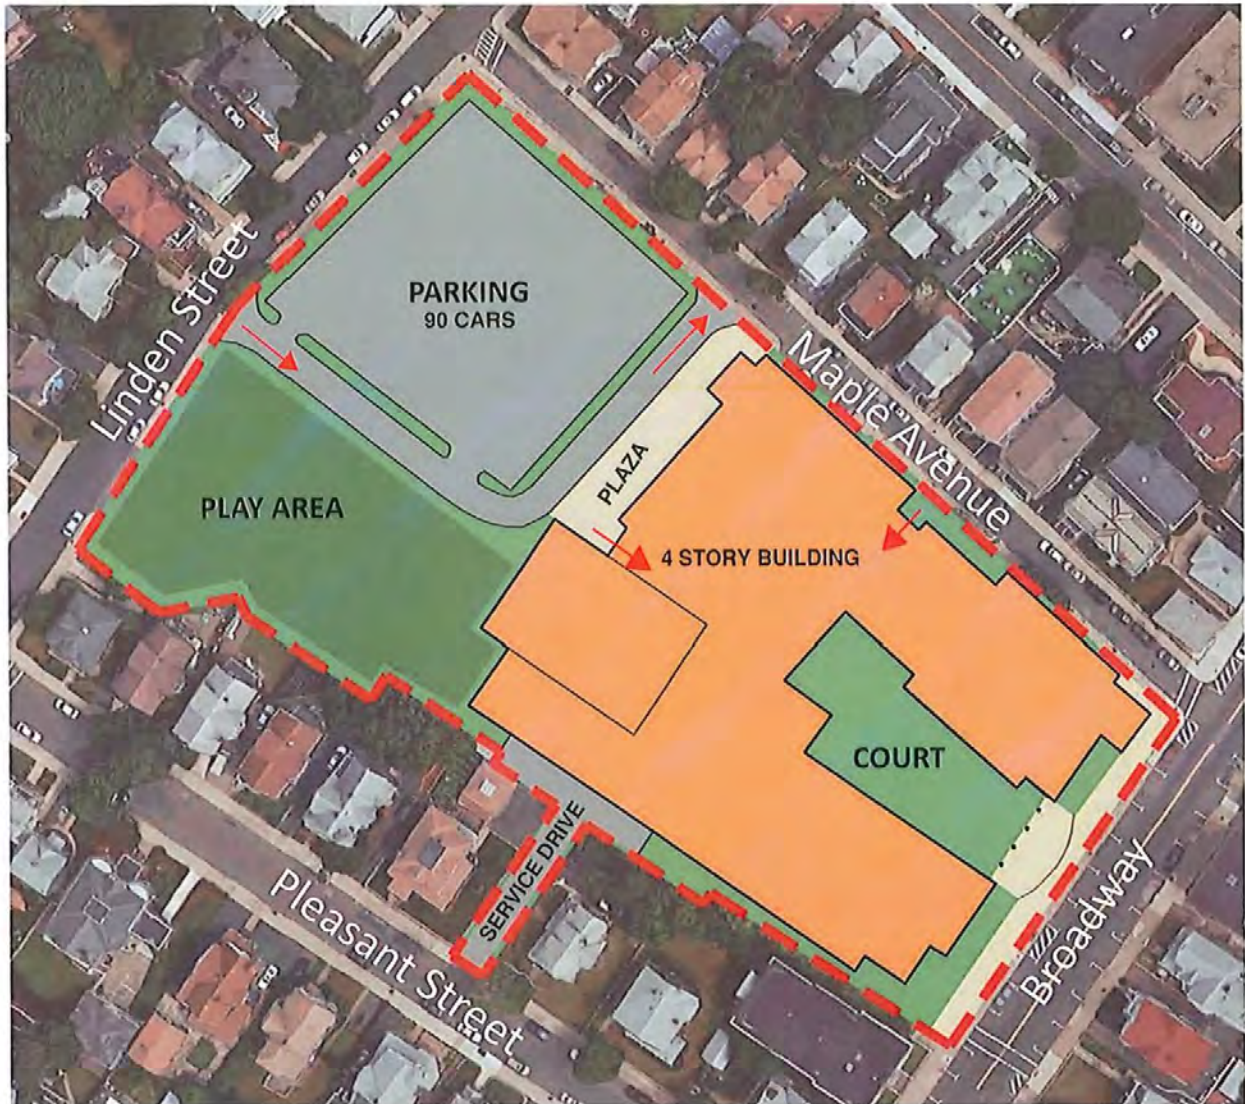 PARKING
90 CARS
Linden Street
Maple Avenue
PLAZA
PLAY AREA
4 STORY BUILDING
COURT
SERVICE DRIVE
Pleasant Street
Broadway